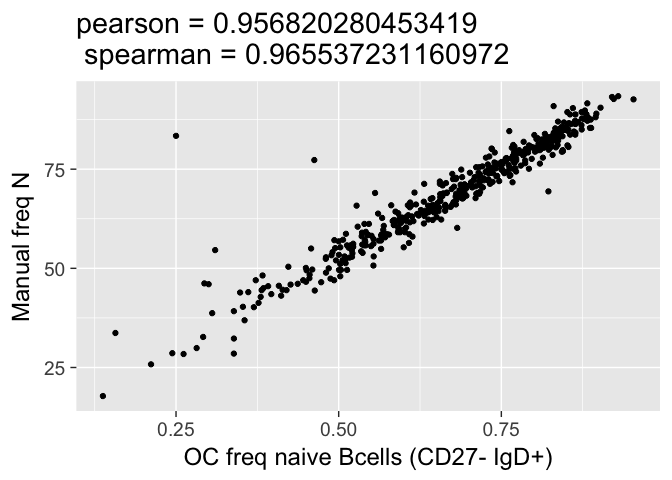 pearson = 0.956820280453419
spearman = 0.965537231160972
Manual freq N
75
50
25
0.25 0.50 0.75
OC freq naive Bcells (CD27- IgD+)